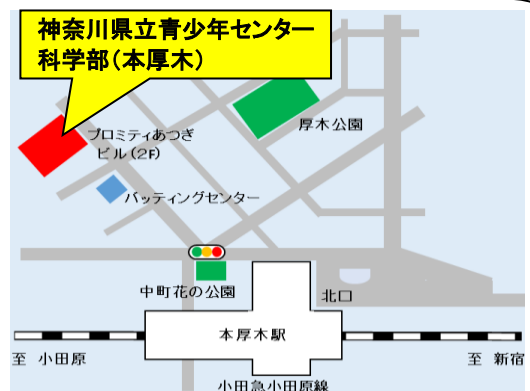 神奈川県立青少年センター
科学部(本厚木)
プロミティあつぎ
ビル(2F)
厚木公園
バッティングセンター
中町花の公園
北口
本厚木駅
至 小田原
至 新宿
小田急小田原線